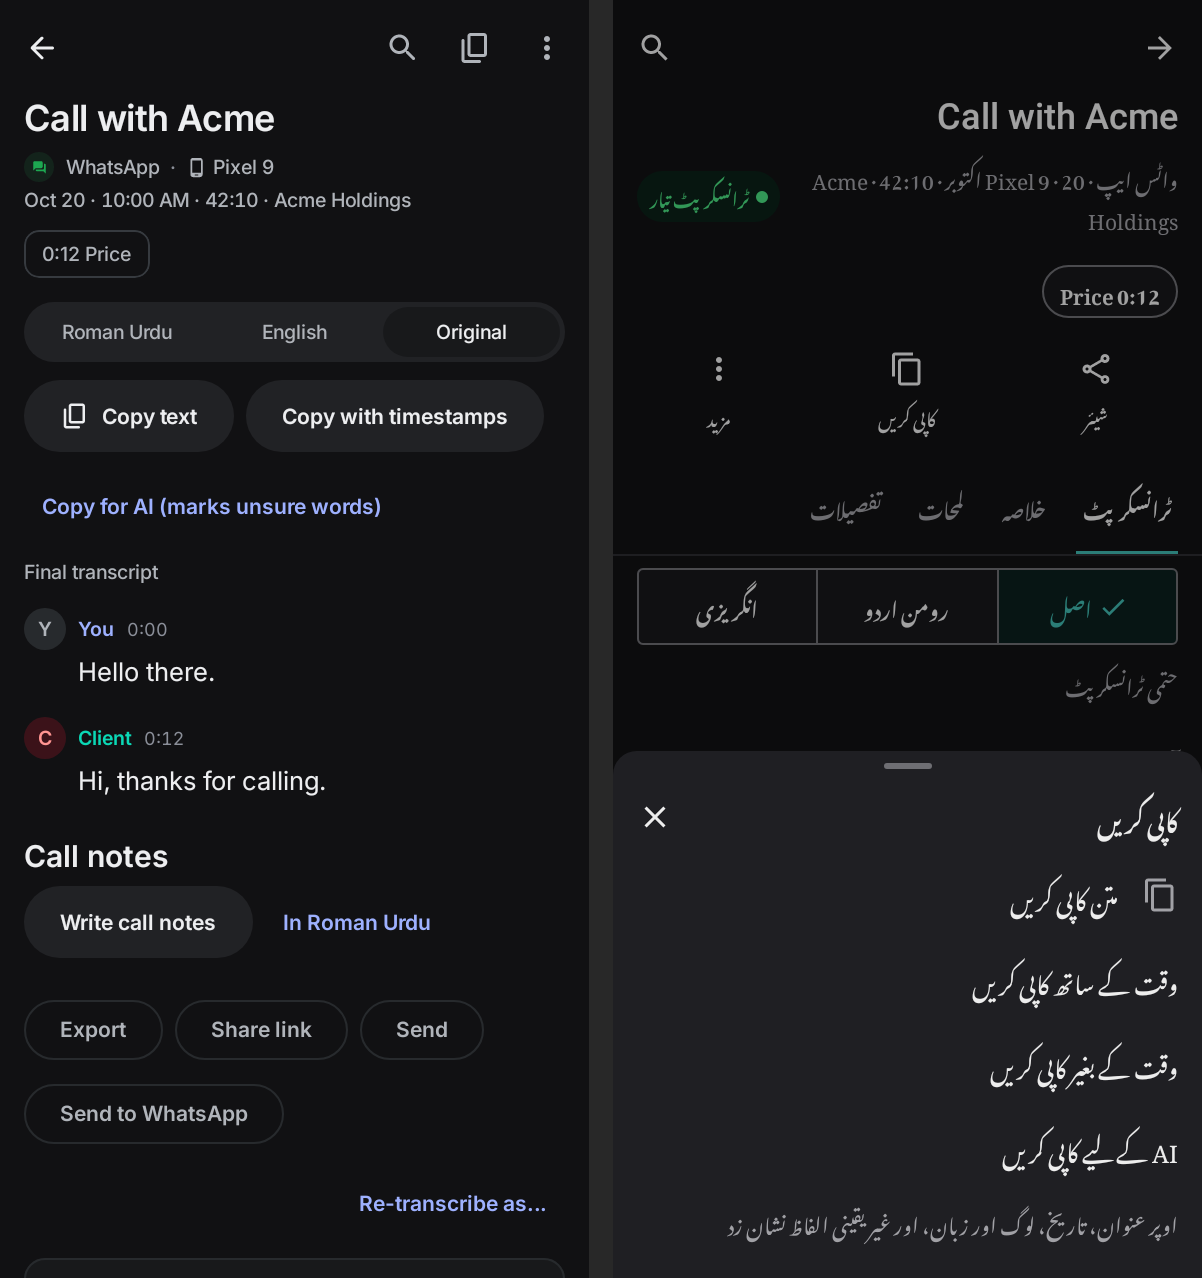 Call with Acme
WhatsApp · Pixel 9
Oct 20 · 10:00 AM · 42:10 · Acme Holdings
0:12 Price
Roman Urdu
English
Original
Copy text
Copy with timestamps
Copy for AI (marks unsure words)
Final transcript
Y You 0:00
Hello there.
C Client 0:12
Hi, thanks for calling.
Call notes
Write call notes
In Roman Urdu
Export
Share link
Send
Send to WhatsApp
Re-transcribe as...
Call with Acme
واٹس ایپ · Pixel 9 · 20 اکتوبر · 42:10 · Acme
Holdings
ٹرانسکرپٹ تیار
Price 0:12
شیئر
کاپی کریں
مزید
ٹرانسکرپٹ
خلاصہ
لمحات
تفصیلات
اصل
رومن اردو
انگریزی
حتمی ٹرانسکرپٹ
کاپی کریں
متن کاپی کریں
وقت کے ساتھ کاپی کریں
وقت کے بغیر کاپی کریں
AI کے لیے کاپی کریں
اوپر عنوان، تاریخ، لوگ اور زبان، اور غیر یقینی الفاظ نشان زد